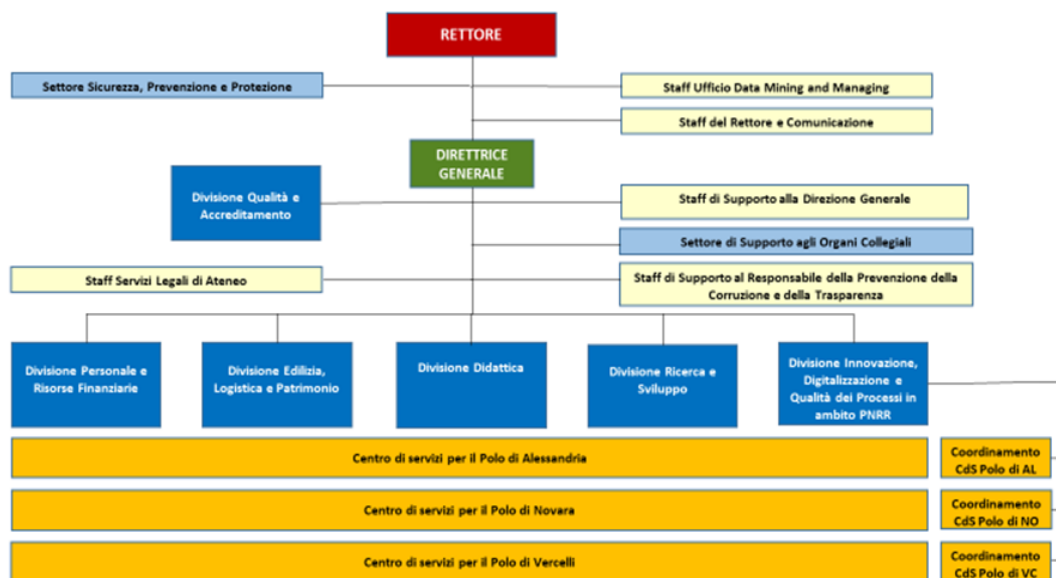 RETTORE
Settore Sicurezza, Prevenzione e Protezione
Staff Ufficio Data Mining and Managing
Staff del Rettore e Comunicazione
DIRETTRICE
GENERALE
Divisione Qualità e
Accreditamento
Staff di Supporto alla Direzione Generale
Settore di Supporto agli Organi Collegiali
Staff Servizi Legali di Ateneo
Staff di Supporto al Responsabile della Prevenzione della
Corruzione e della Trasparenza
Divisione Personale e
Risorse Finanziarie
Divisione Edilizia,
Logistica e Patrimonio
Divisione Didattica
Divisione Ricerca e
Sviluppo
Divisione Innovazione,
Digitalizzazione e
Qualità dei Processi in
ambito PNRR
Centro di servizi per il Polo di Alessandria
Coordinamento
CdS Polo di AL
Centro di servizi per il Polo di Novara
Coordinamento
CdS Polo di NO
Centro di servizi per il Polo di Vercelli
Coordinamento
CdS Polo di VC